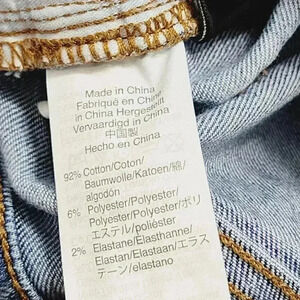 Made in China
Fabriqué en China
in China Hergestellt
Vervaardigd in China
中国製
Hecho en China
92% Cotton/Coton/
Baumwolle/Katoen/綿/
algodón
6% Polyester/Polyester/
Polyester/Polyester/ポリ
エステル/poliéster
2% Elastane/Elasthanne/
Elastan/Elastaan/エラス
テーン/elastano